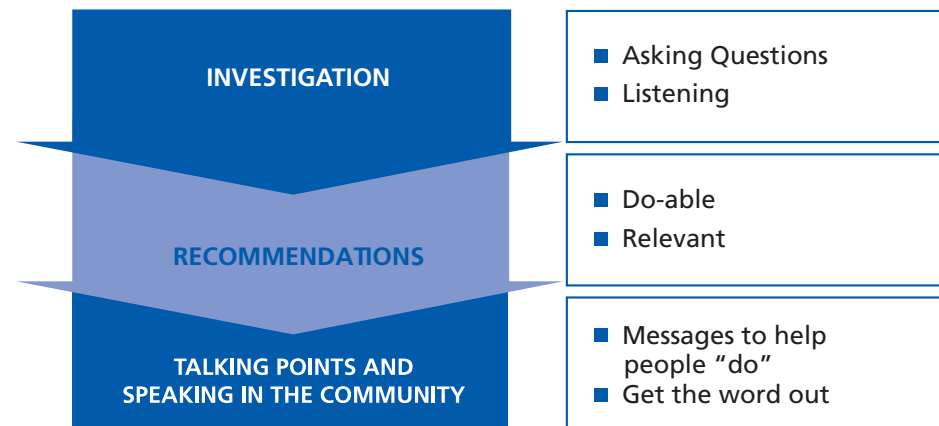 INVESTIGATION
■ Asking Questions
■ Listening
RECOMMENDATIONS
■ Do-able
■ Relevant
TALKING POINTS AND
SPEAKING IN THE COMMUNITY
■ Messages to help
people “do”
■ Get the word out